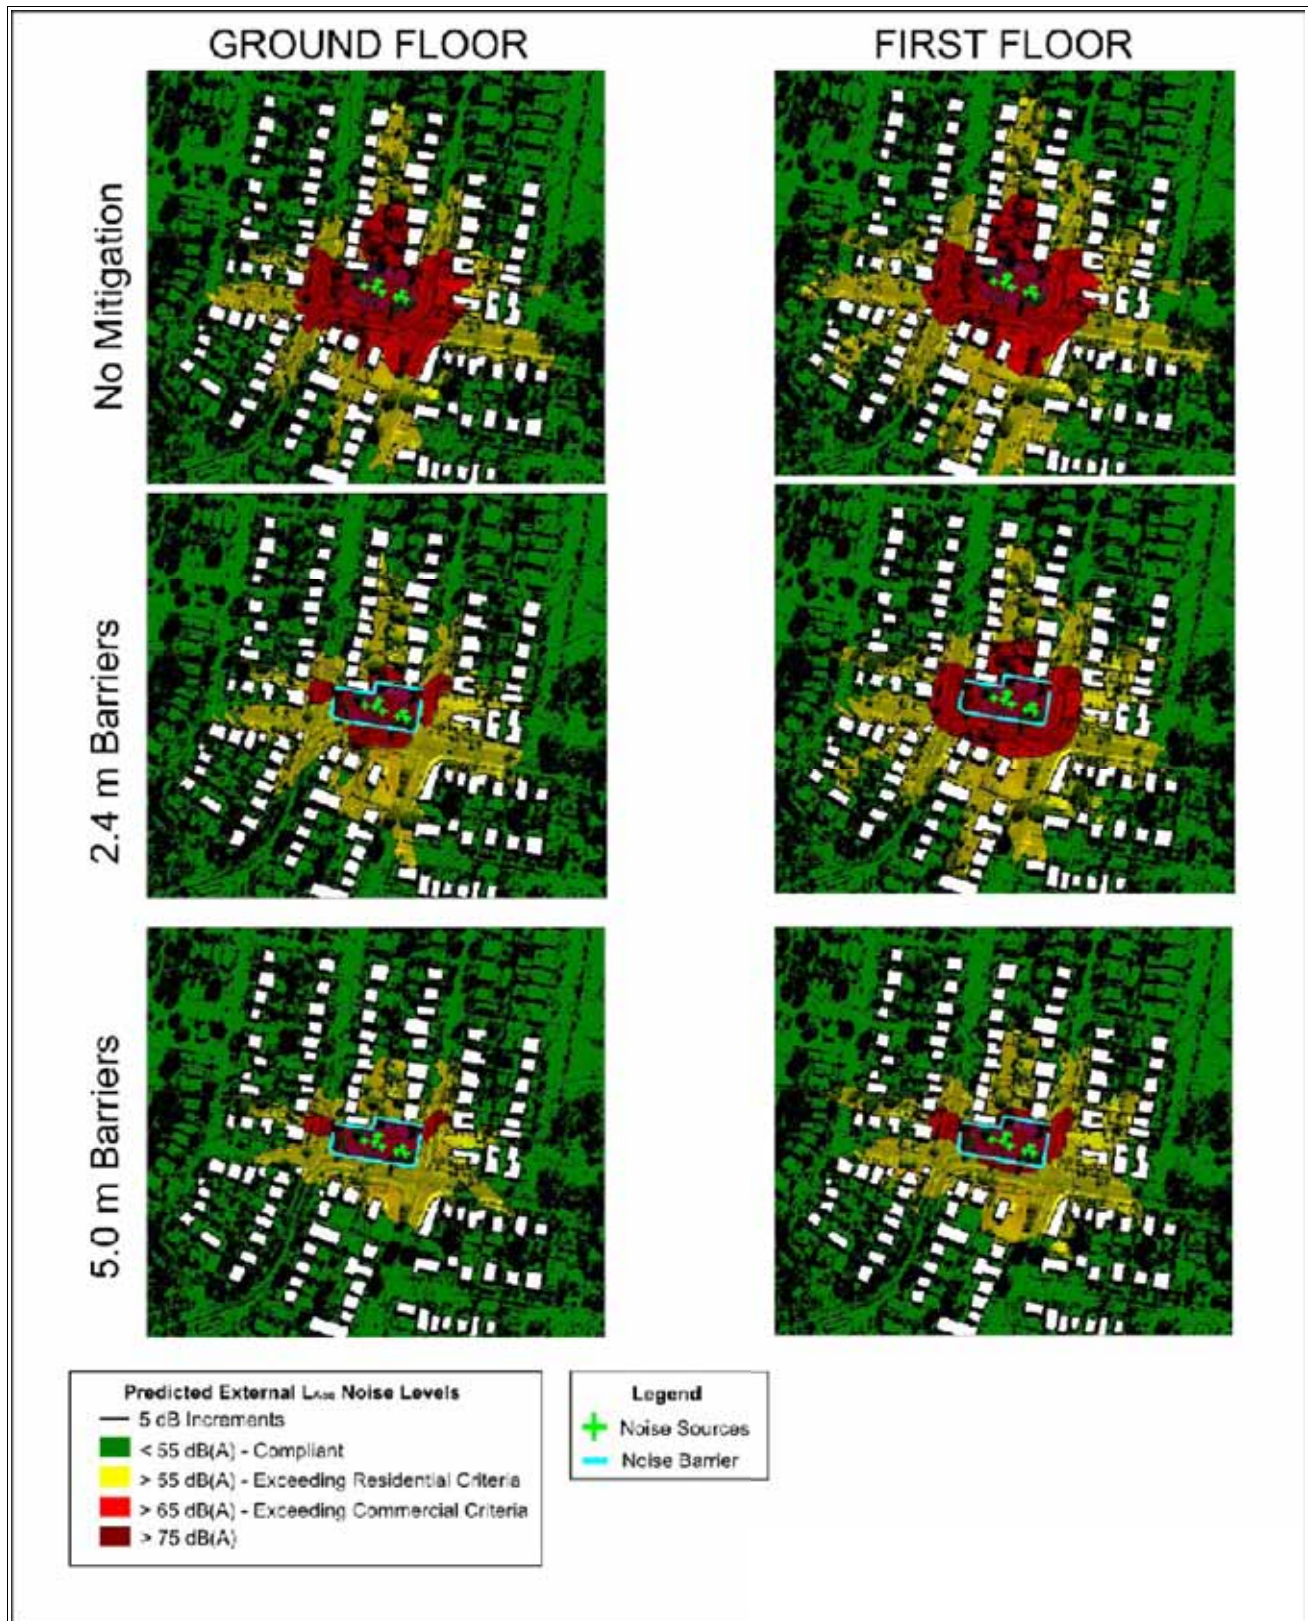 GROUND FLOOR
FIRST FLOOR
No Mitigation
2.4 m Barriers
5.0 m Barriers
Predicted External Noise Levels
5 dB Increments
< 55 dB(A) - Compliant
> 55 dB(A) - Exceeding Residential Criteria
> 65 dB(A) - Exceeding Commercial Criteria
> 75 dB(A)
Legend
Noise Sources
Noise Barrier